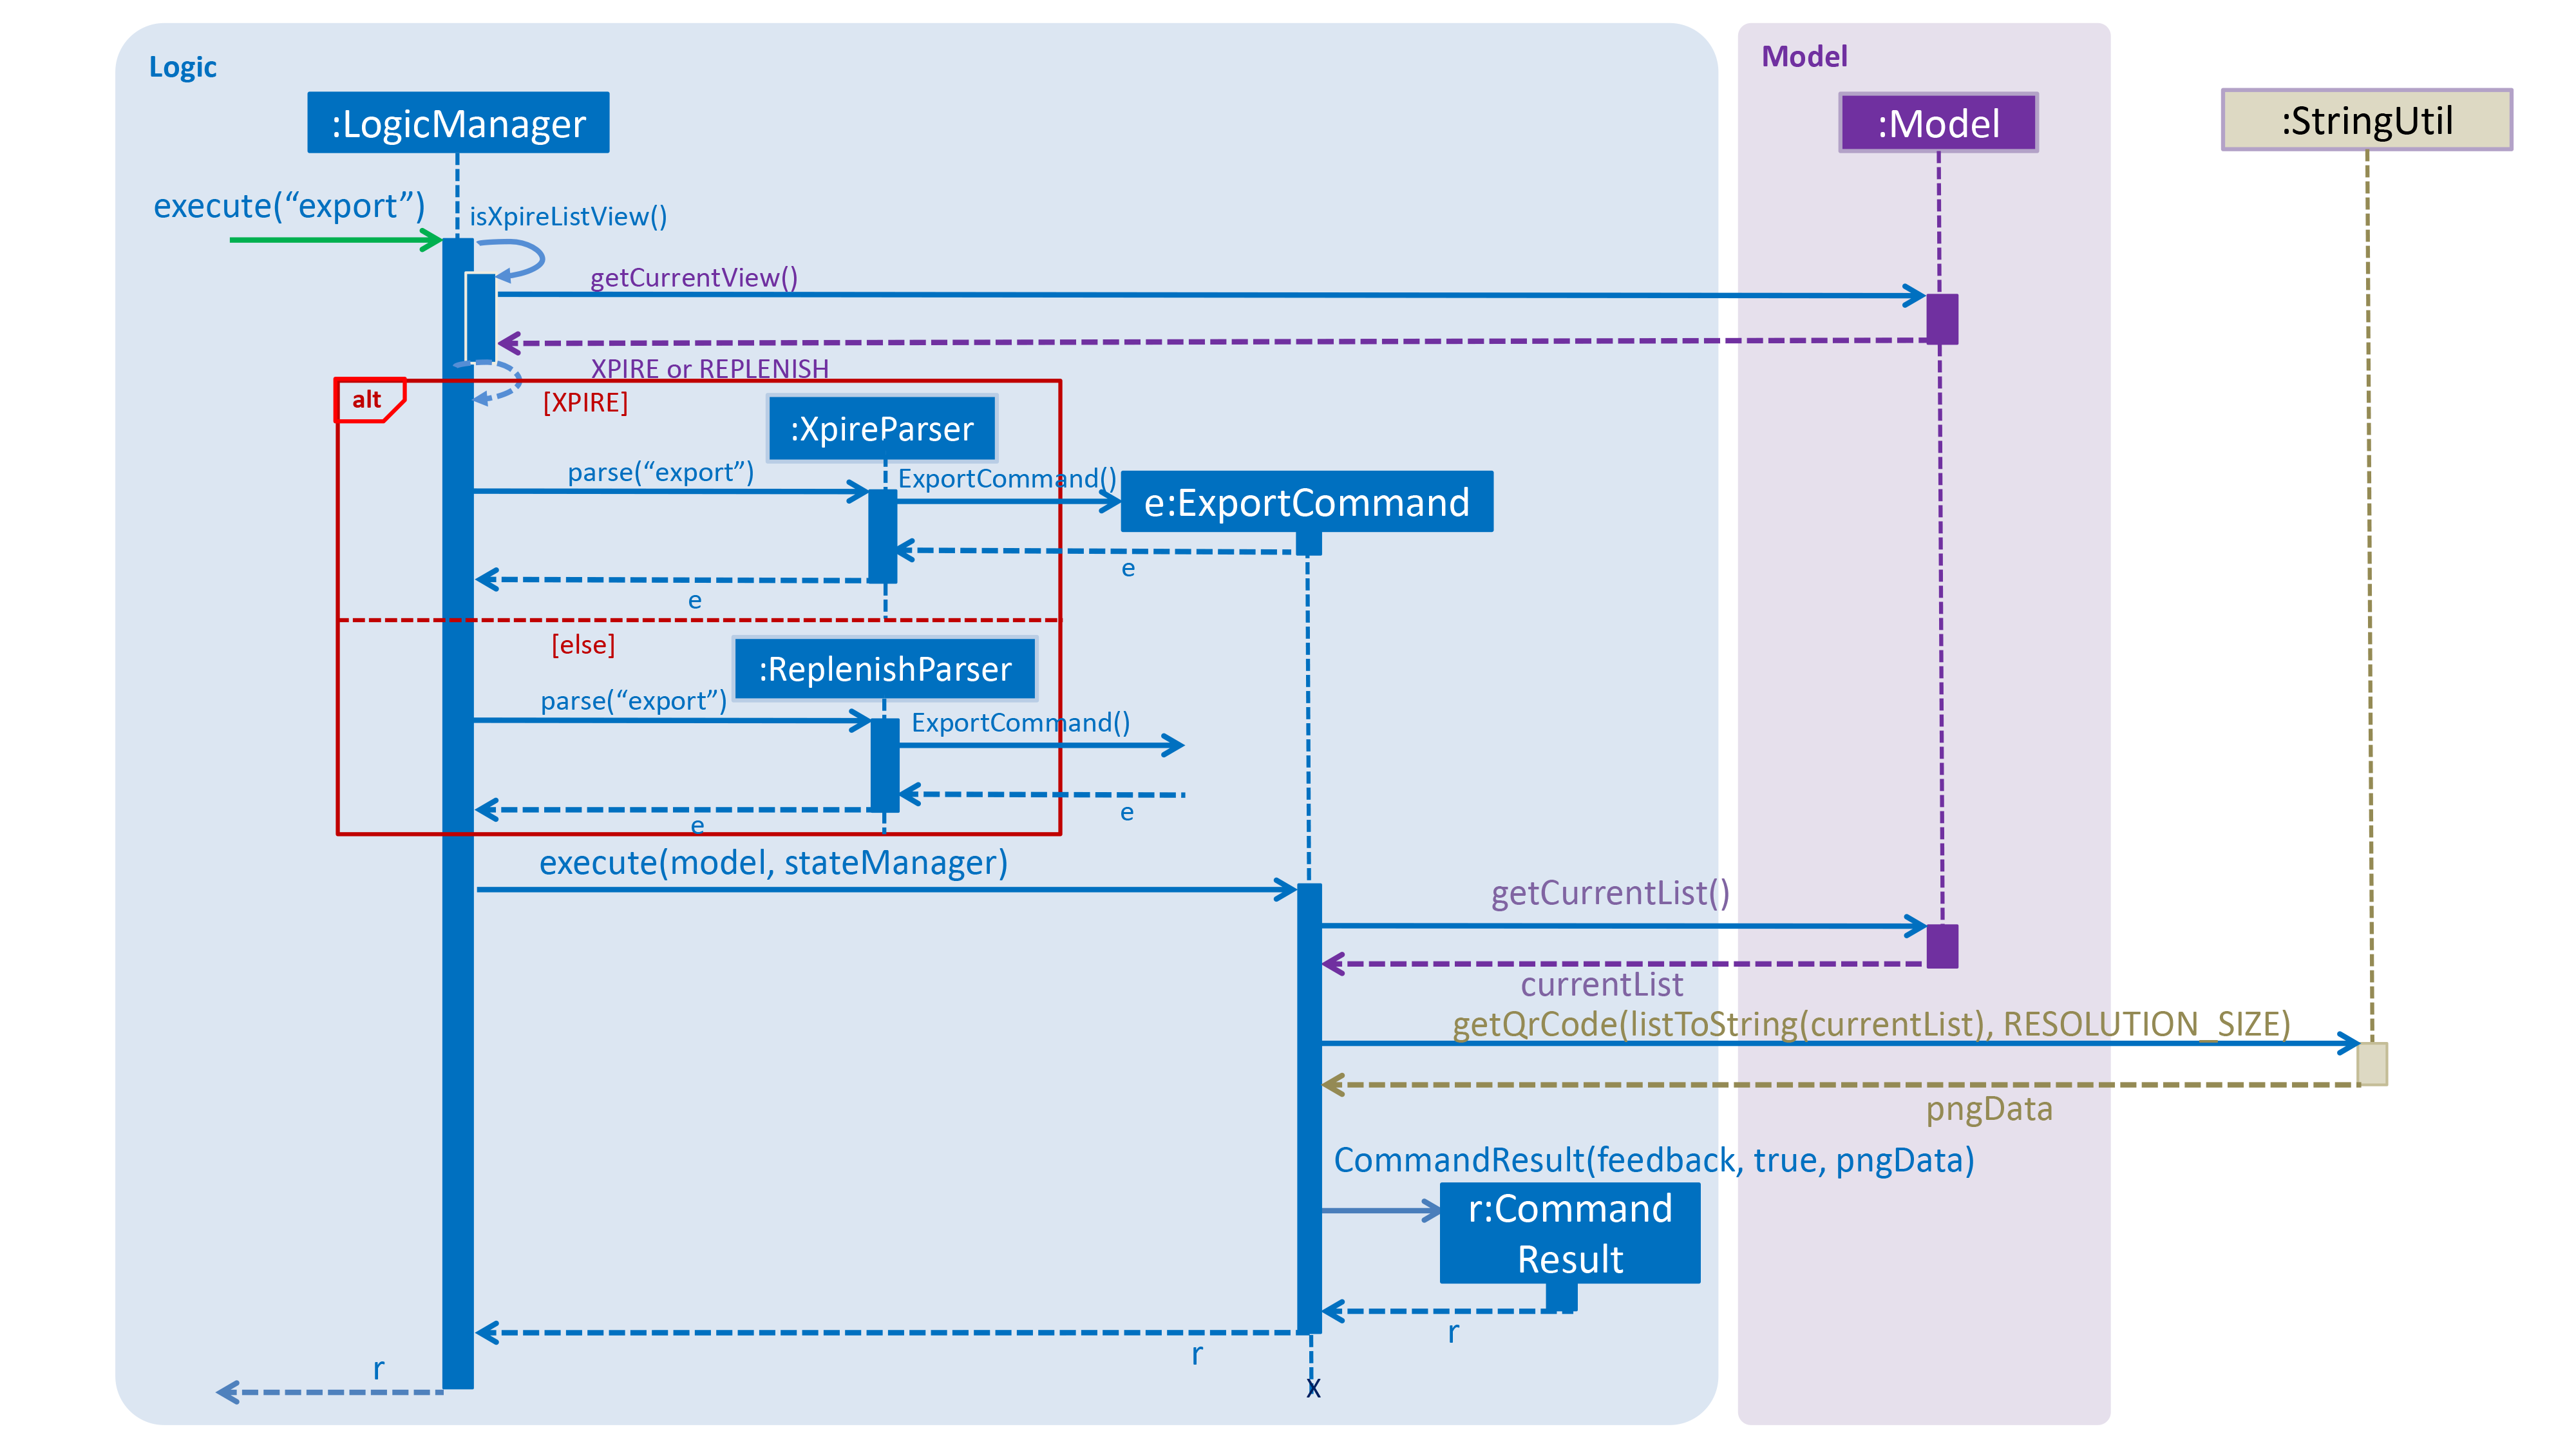 Logic
Model
:LogicManager
:Model
:StringUtil
execute(“export”)
isXpireListView()
getCurrentView()
XPIRE or REPLENISH
alt
[XPIRE]
:XpireParser
parse(“export”)
ExportCommand()
e:ExportCommand
e
e
[else]
:ReplenishParser
parse(“export”)
ExportCommand()
e
e
execute(model, stateManager)
getCurrentList()
currentList
getQrCode(listToString(currentList), RESOLUTION_SIZE)
pngData
CommandResult(feedback, true, pngData)
r:Command
Result
r
r
r
X